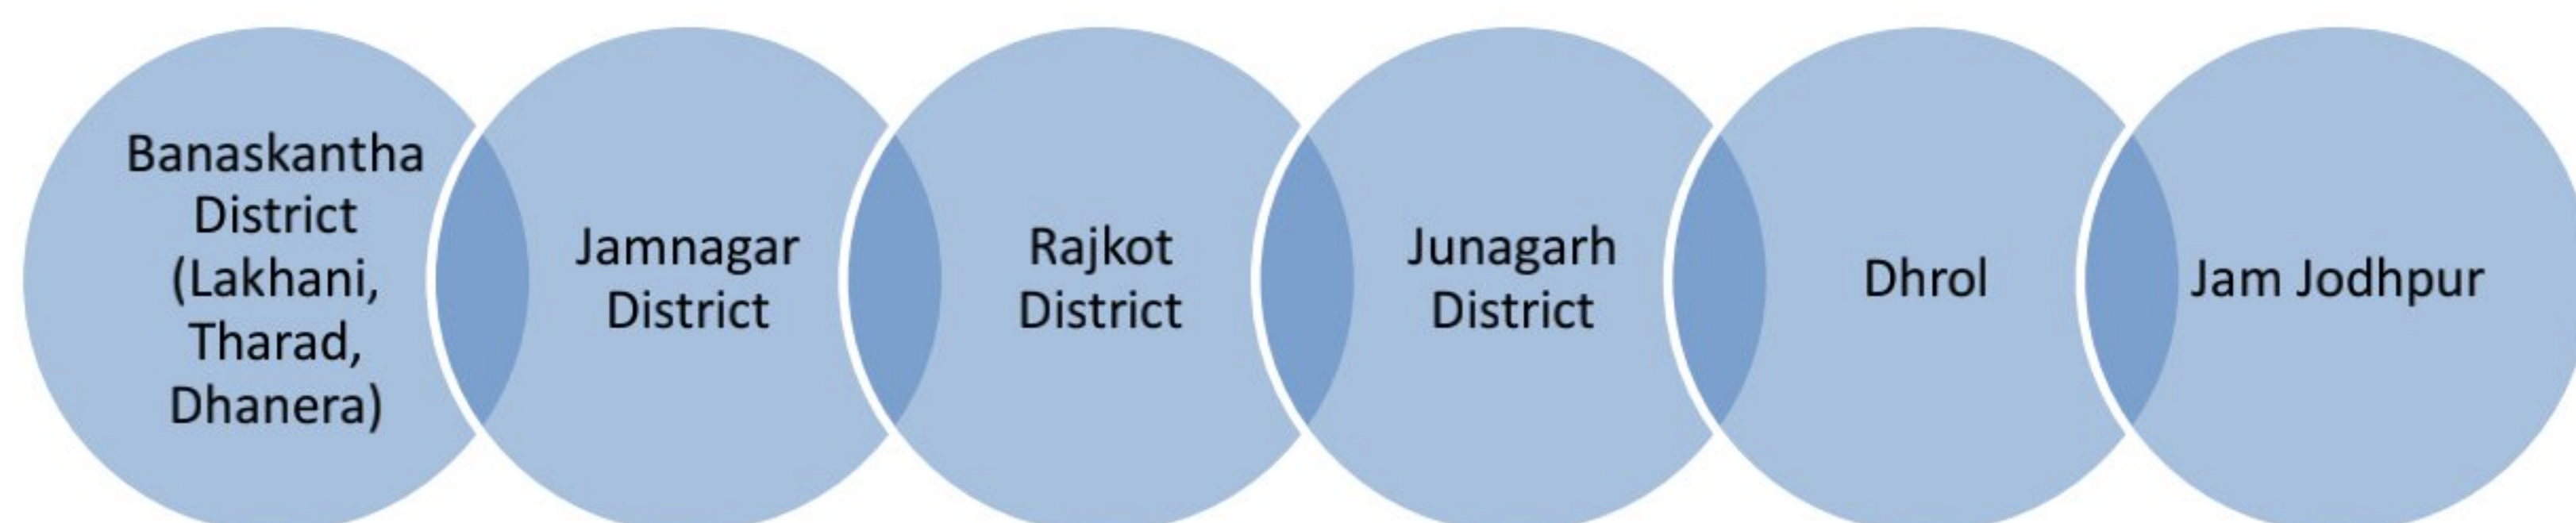 Banaskantha
District
(Lakhani,
Tharad,
Dhanera)
Jamnagar
District
Rajkot
District
Junagarh
District
Dhrol
Jam Jodhpur